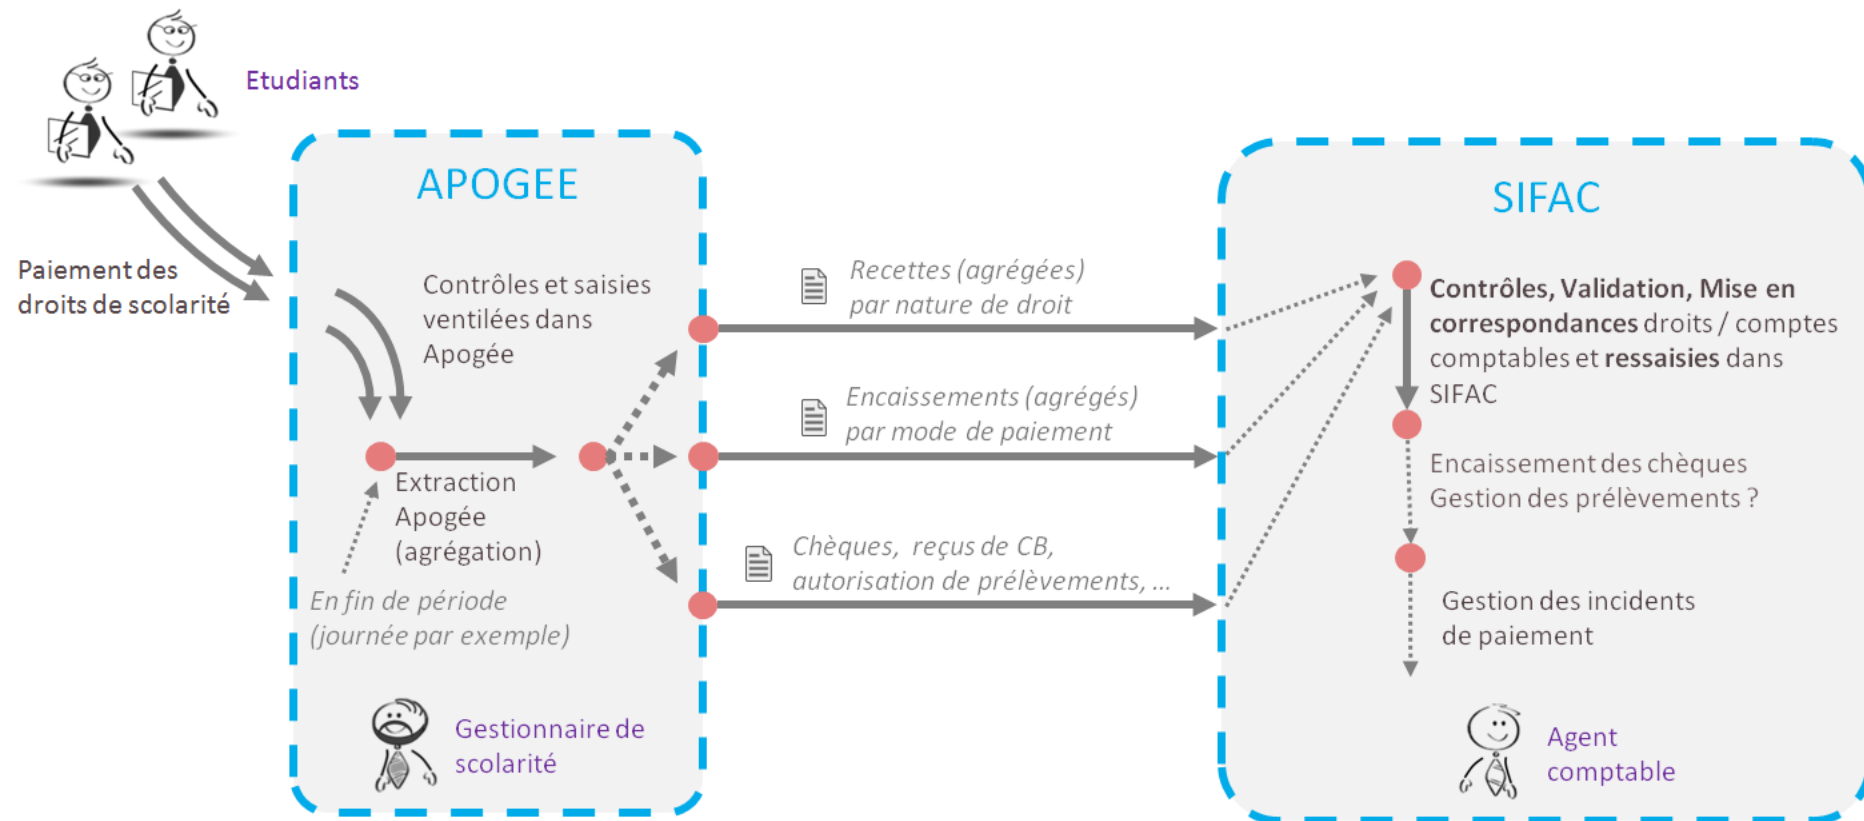 Etudiants
Paiement des
droits de scolarité
APOGEE
Contrôles et saisies
ventilées dans
Apogée
Extraction
Apogée
(agrégation)
En fin de période
(journée par exemple)
Gestionnaire de
scolarité
Recettes (agrégées)
par nature de droit
Encaissements (agrégés)
par mode de paiement
Chèques, reçus de CB,
autorisation de prélèvements, ...
SIFAC
Contrôles, Validation, Mise en
correspondances droits / comptes
comptables et ressaisies dans
SIFAC
Encaissement des chèques
Gestion des prélèvements ?
Gestion des incidents
de paiement
Agent
comptable